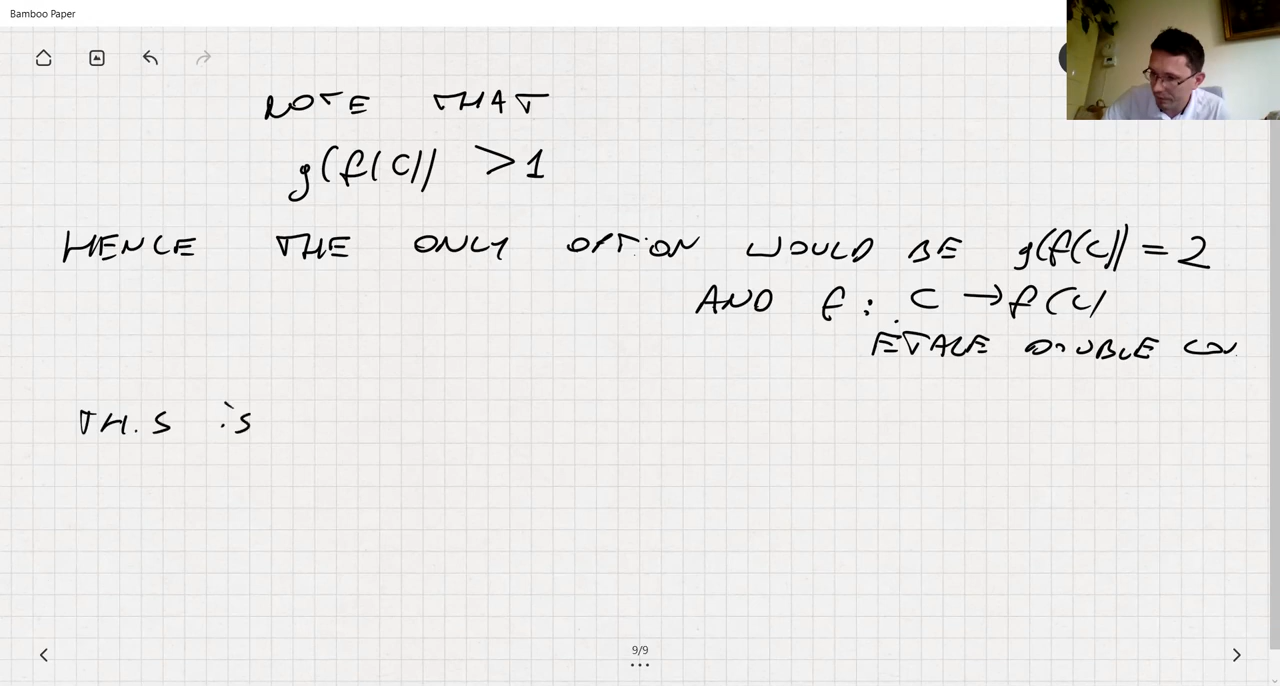 Bamboo Paper
NOTE THAT
g(f(C)) > 1
HENCE THE ONLY OPTION WOULD BE g(f(C)) = 2
AND f : C → f(C)
ETALE DOUBLE COV.
THIS IS
9/9